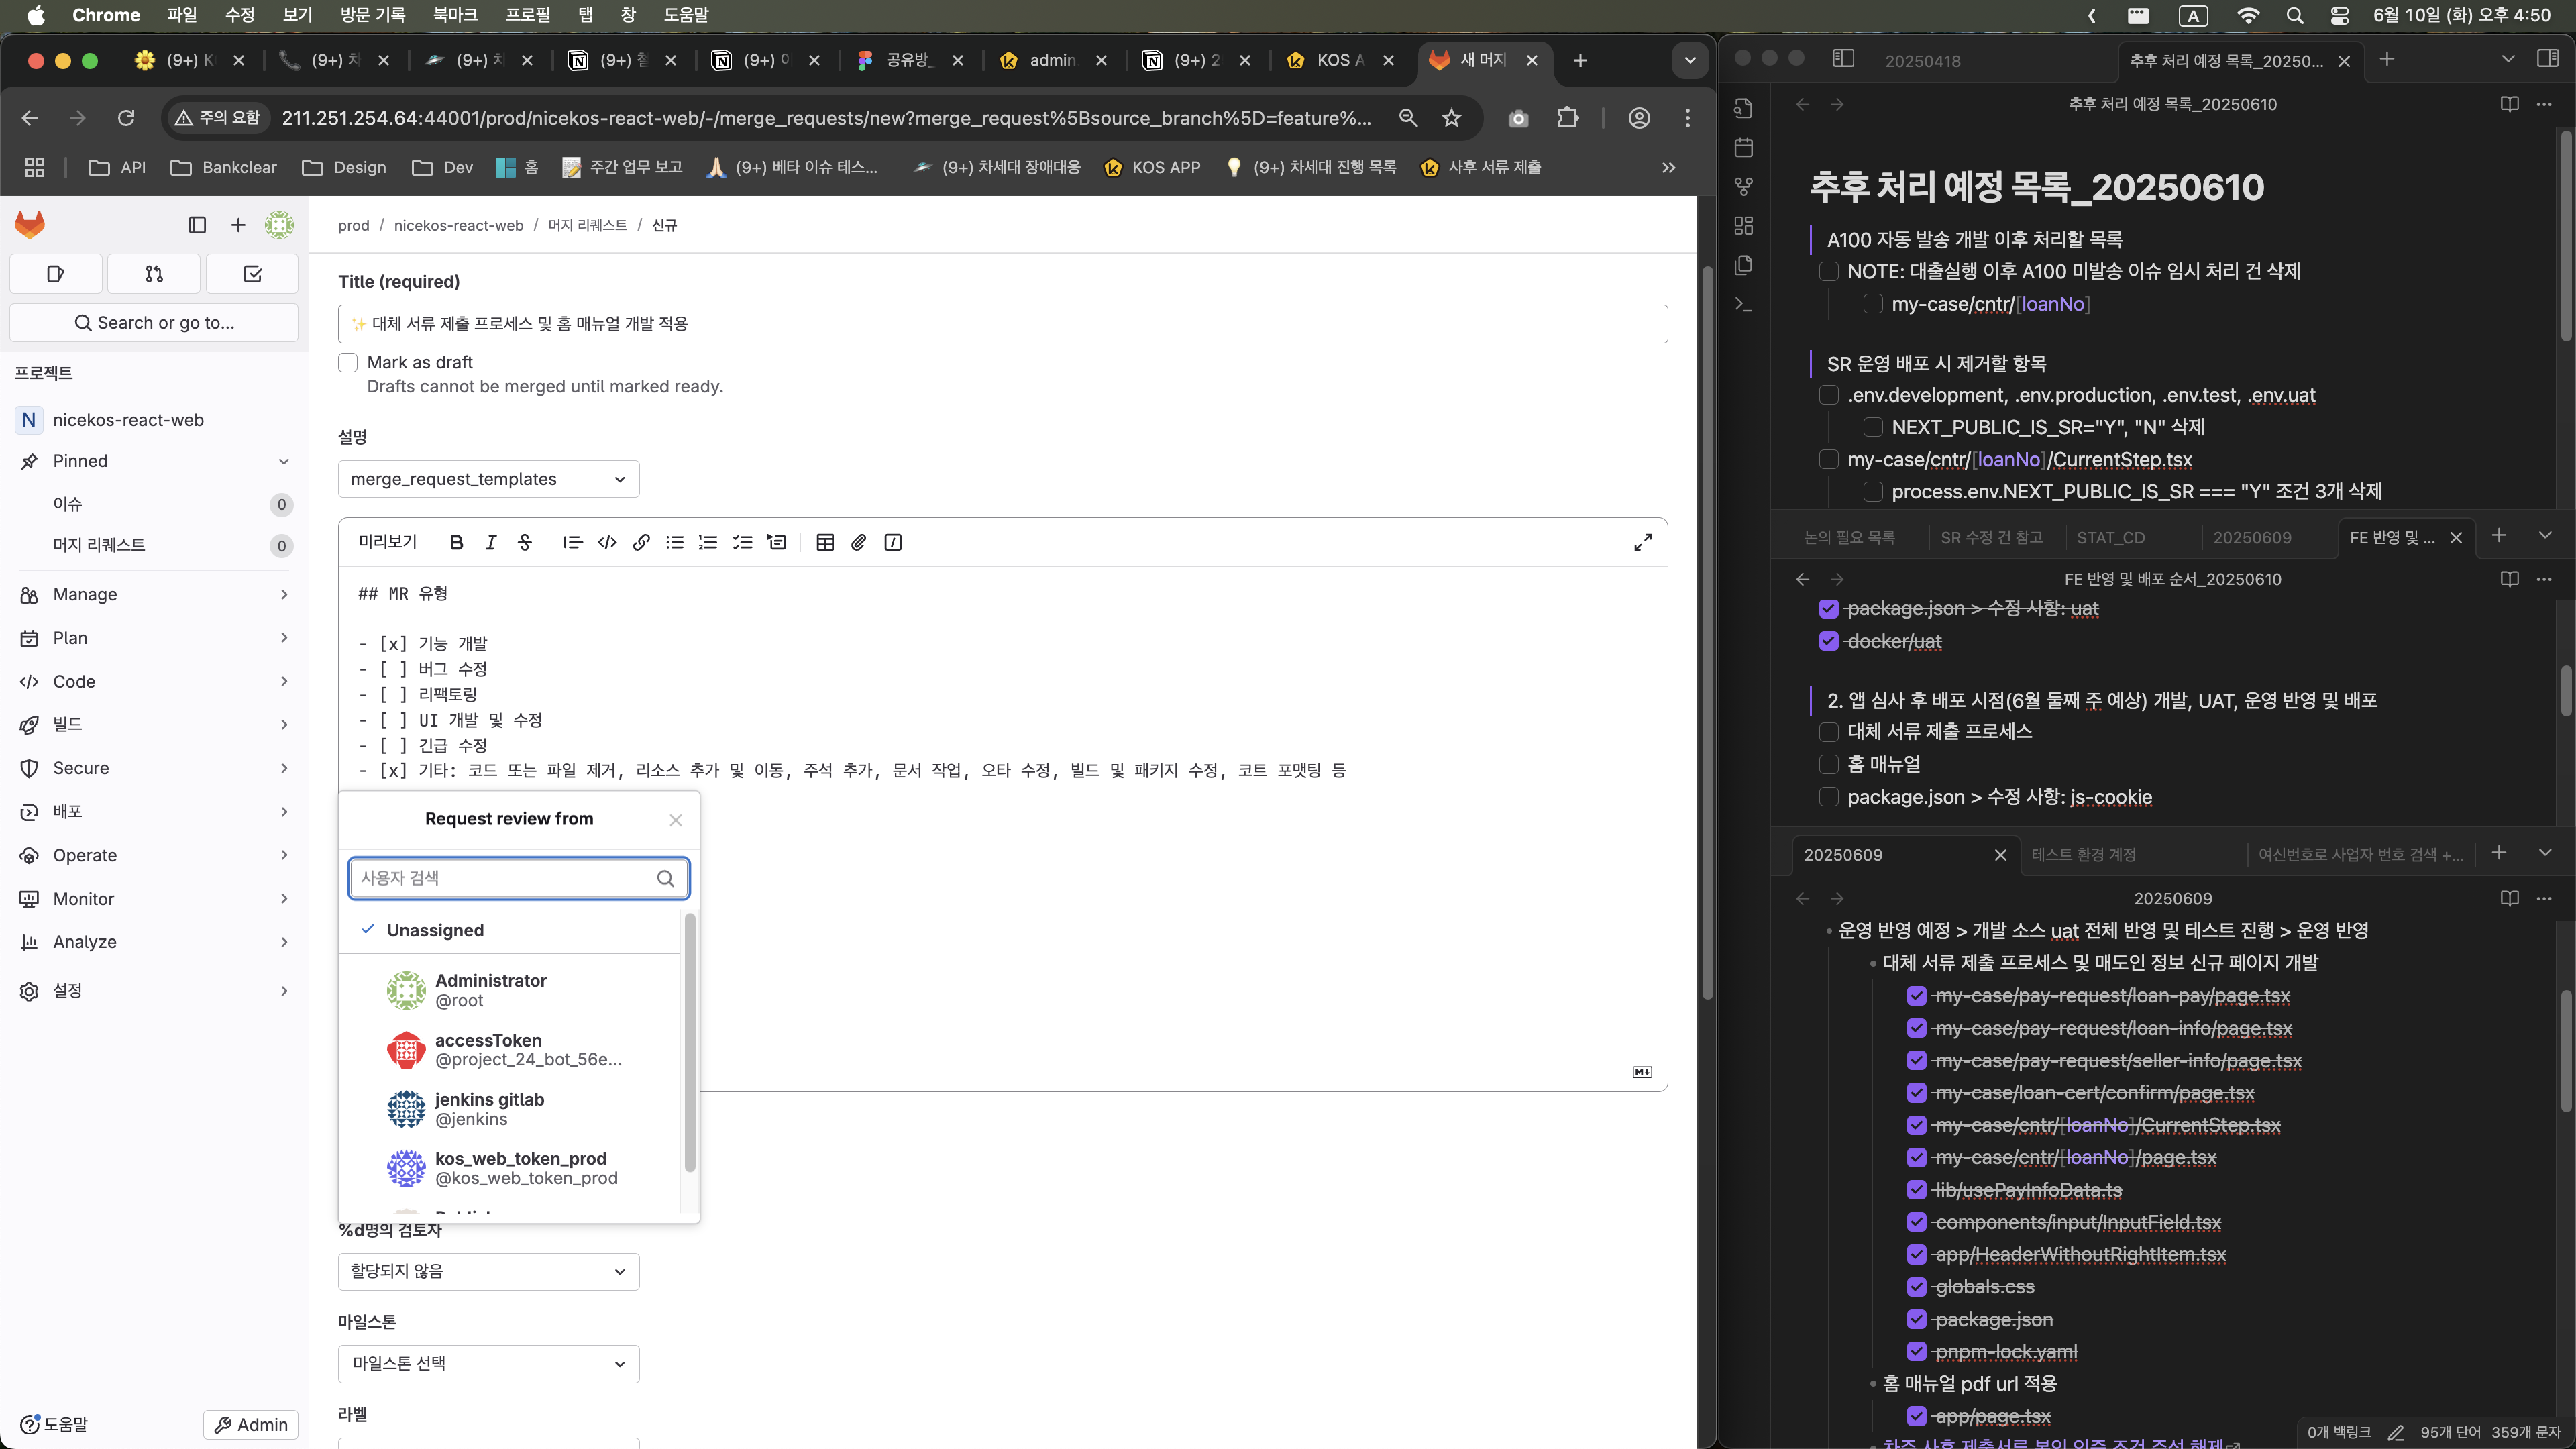 Chrome 파일 수정 보기 방문 기록 북마크 프로필 탭 창 도움말
A
6월 10일 (화) 오후 4:50
(9+) K
(9+) 차
(9+)
(9+)
(9+)
공유방_
admin
(9+) 2
KOS A
새 머지
주의 요함
211.251.254.64:44001/prod/nicekos-react-web/-/merge_requests/new?merge_request%5Bsource_branch%5D=feature%...
API
Bankclear
Design
Dev
홈
주간 업무 보고
(9+) 베타 이슈 테스...
(9+) 차세대 장애대응
KOS APP
(9+) 차세대 진행 목록
사후 서류 제출
Search or go to...
프로젝트
N nicekos-react-web
Pinned
이슈 0
머지 리퀘스트 0
Manage
Plan
Code
빌드
Secure
배포
Operate
Monitor
Analyze
설정
도움말
Admin
prod / nicekos-react-web / 머지 리퀘스트 / 신규
Title (required)
✨ 대체 서류 제출 프로세스 및 홈 매뉴얼 개발 적용
Mark as draft
Drafts cannot be merged until marked ready.
설명
merge_request_templates
미리보기
## MR 유형
- [x] 기능 개발
- [ ] 버그 수정
- [ ] 리팩토링
- [ ] UI 개발 및 수정
- [ ] 긴급 수정
- [x] 기타: 코드 또는 파일 제거, 리소스 추가 및 이동, 주석 추가, 문서 작업, 오타 수정, 빌드 및 패키지 수정, 코트 포맷팅 등
Request review from
사용자 검색
Unassigned
Administrator
@root
accessToken
@project_24_bot_56e...
jenkins gitlab
@jenkins
kos_web_token_prod
@kos_web_token_prod
%d명의 검토자
할당되지 않음
마일스톤
마일스톤 선택
라벨
20250418
추후 처리 예정 목록_20250...
추후 처리 예정 목록_20250610
추후 처리 예정 목록_20250610
A100 자동 발송 개발 이후 처리할 목록
NOTE: 대출실행 이후 A100 미발송 이슈 임시 처리 건 삭제
my-case/cntr/[loanNo]
SR 운영 배포 시 제거할 항목
.env.development, .env.production, .env.test, .env.uat
NEXT_PUBLIC_IS_SR="Y", "N" 삭제
my-case/cntr/[loanNo]/CurrentStep.tsx
process.env.NEXT_PUBLIC_IS_SR === "Y" 조건 3개 삭제
논의 필요 목록
SR 수정 건 참고
STAT_CD
20250609
FE 반영 및 ...
FE 반영 및 배포 순서_20250610
package.json > 수정 사항: uat
docker/uat
2. 앱 심사 후 배포 시점(6월 둘째 주 예상) 개발, UAT, 운영 반영 및 배포
대체 서류 제출 프로세스
홈 매뉴얼
package.json > 수정 사항: js-cookie
20250609
테스트 환경 계정
여신번호로 사업자 번호 검색 +...
20250609
운영 반영 예정 > 개발 소스 uat 전체 반영 및 테스트 진행 > 운영 반영
대체 서류 제출 프로세스 및 매도인 정보 신규 페이지 개발
my-case/pay-request/loan-pay/page.tsx
my-case/pay-request/loan-info/page.tsx
my-case/pay-request/seller-info/page.tsx
my-case/loan-cert/confirm/page.tsx
my-case/cntr/[loanNo]/CurrentStep.tsx
my-case/cntr/[loanNo]/page.tsx
lib/usePayInfoData.ts
components/input/InputField.tsx
app/HeaderWithoutRightItem.tsx
globals.css
package.json
pnpm-lock.yaml
홈 매뉴얼 pdf url 적용
app/page.tsx
0개 백링크
95개 단어
359개 문자